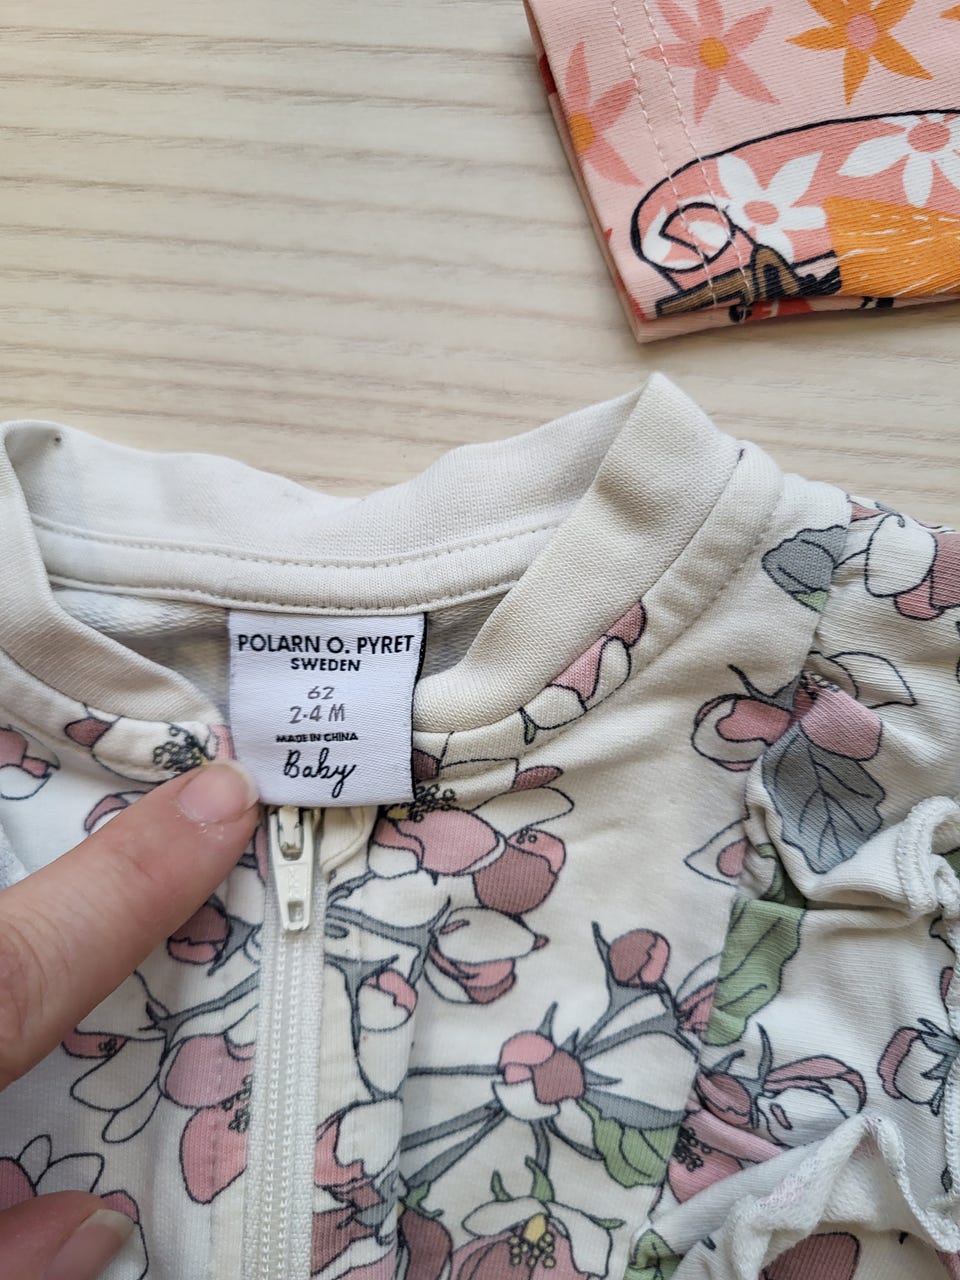 POLARN O. PYRET
SWEDEN
62
2-4 M
MADE IN CHINA
Baby